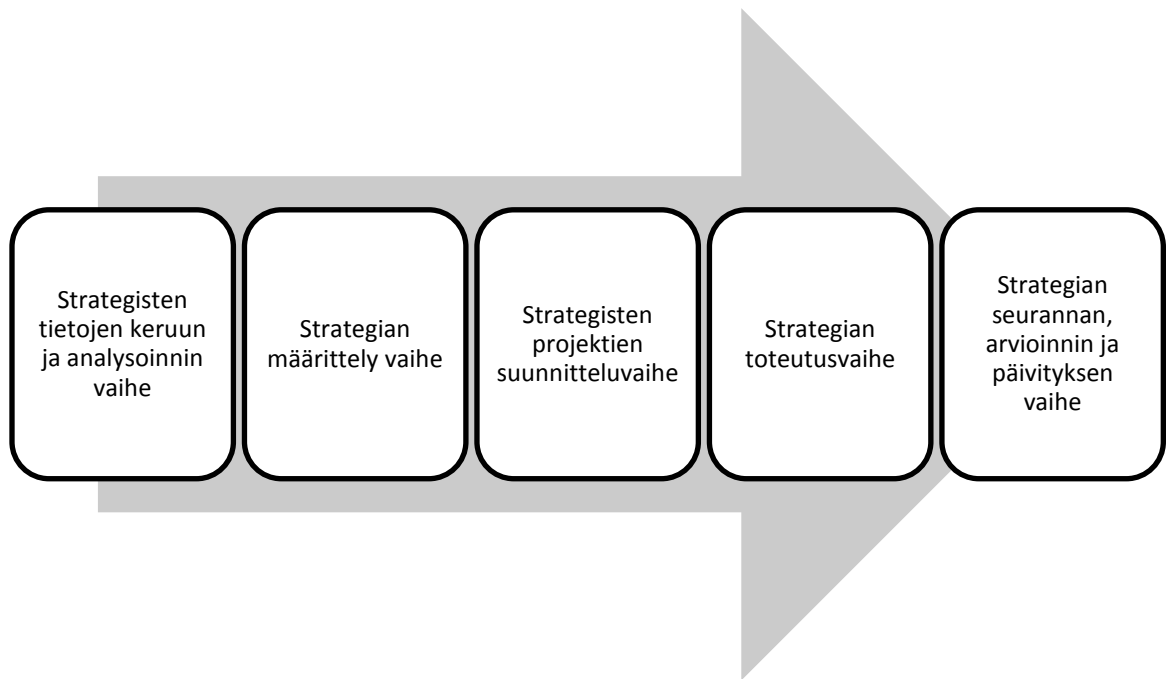 Strategisten
tietojen keruun
ja analysoinnin
vaihe
Strategian
määrittely vaihe
Strategisten
projektien
suunnitteluvaihe
Strategian
toteutusvaihe
Strategian
seurannan,
arvioinnin ja
päivityksen
vaihe